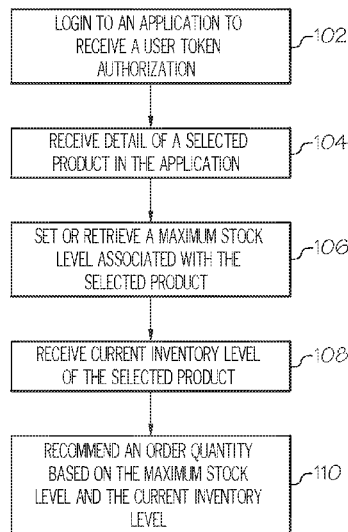 LOGIN TO AN APPLICATION TO
RECEIVE A USER TOKEN
AUTHORIZATION
102
RECEIVE DETAIL OF A SELECTED
PRODUCT IN THE APPLICATION
104
SET OR RETRIEVE A MAXIMUM STOCK
LEVEL ASSOCIATED WITH THE
SELECTED PRODUCT
106
RECEIVE CURRENT INVENTORY LEVEL
OF THE SELECTED PRODUCT
108
RECOMMEND AN ORDER QUANTITY
BASED ON THE MAXIMUM STOCK
LEVEL AND THE CURRENT INVENTORY
LEVEL
110